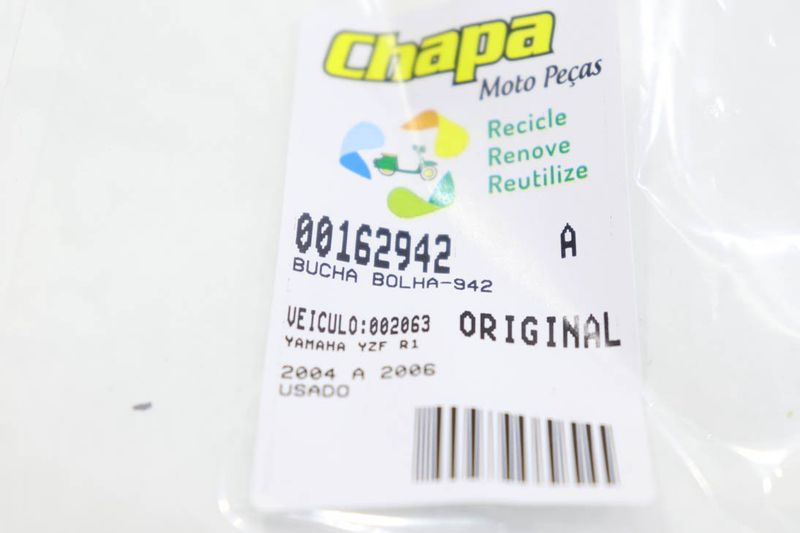 Chapa
Moto Peças
Recicle
Renove
Reutilize
00162942 A
BUCHA BOLHA-942
VEICULO:002063 ORIGINAL
YAMAHA YZF R1
2004 A 2006
USADO